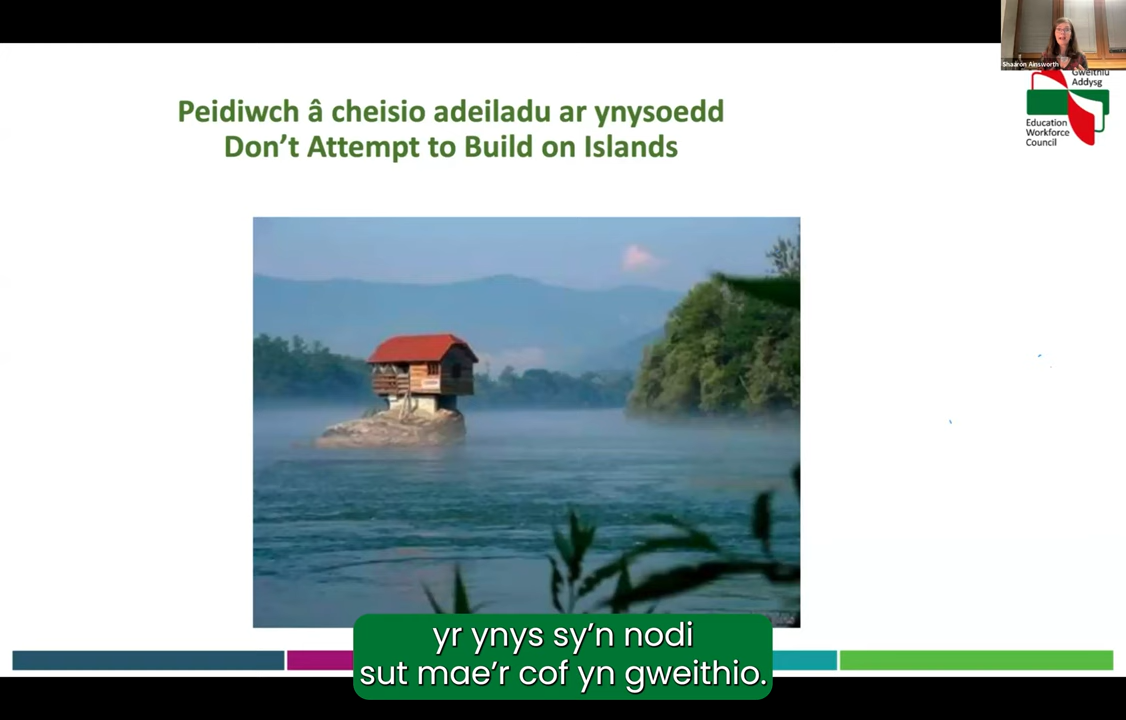 Shaaron Ainsworth
Gweithlu
Addysg
Education
Workforce
Council
Peidiwch â cheisio adeiladu ar ynysoedd
Don't Attempt to Build on Islands
yr ynys sy'n nodi
sut mae'r cof yn gweithio.